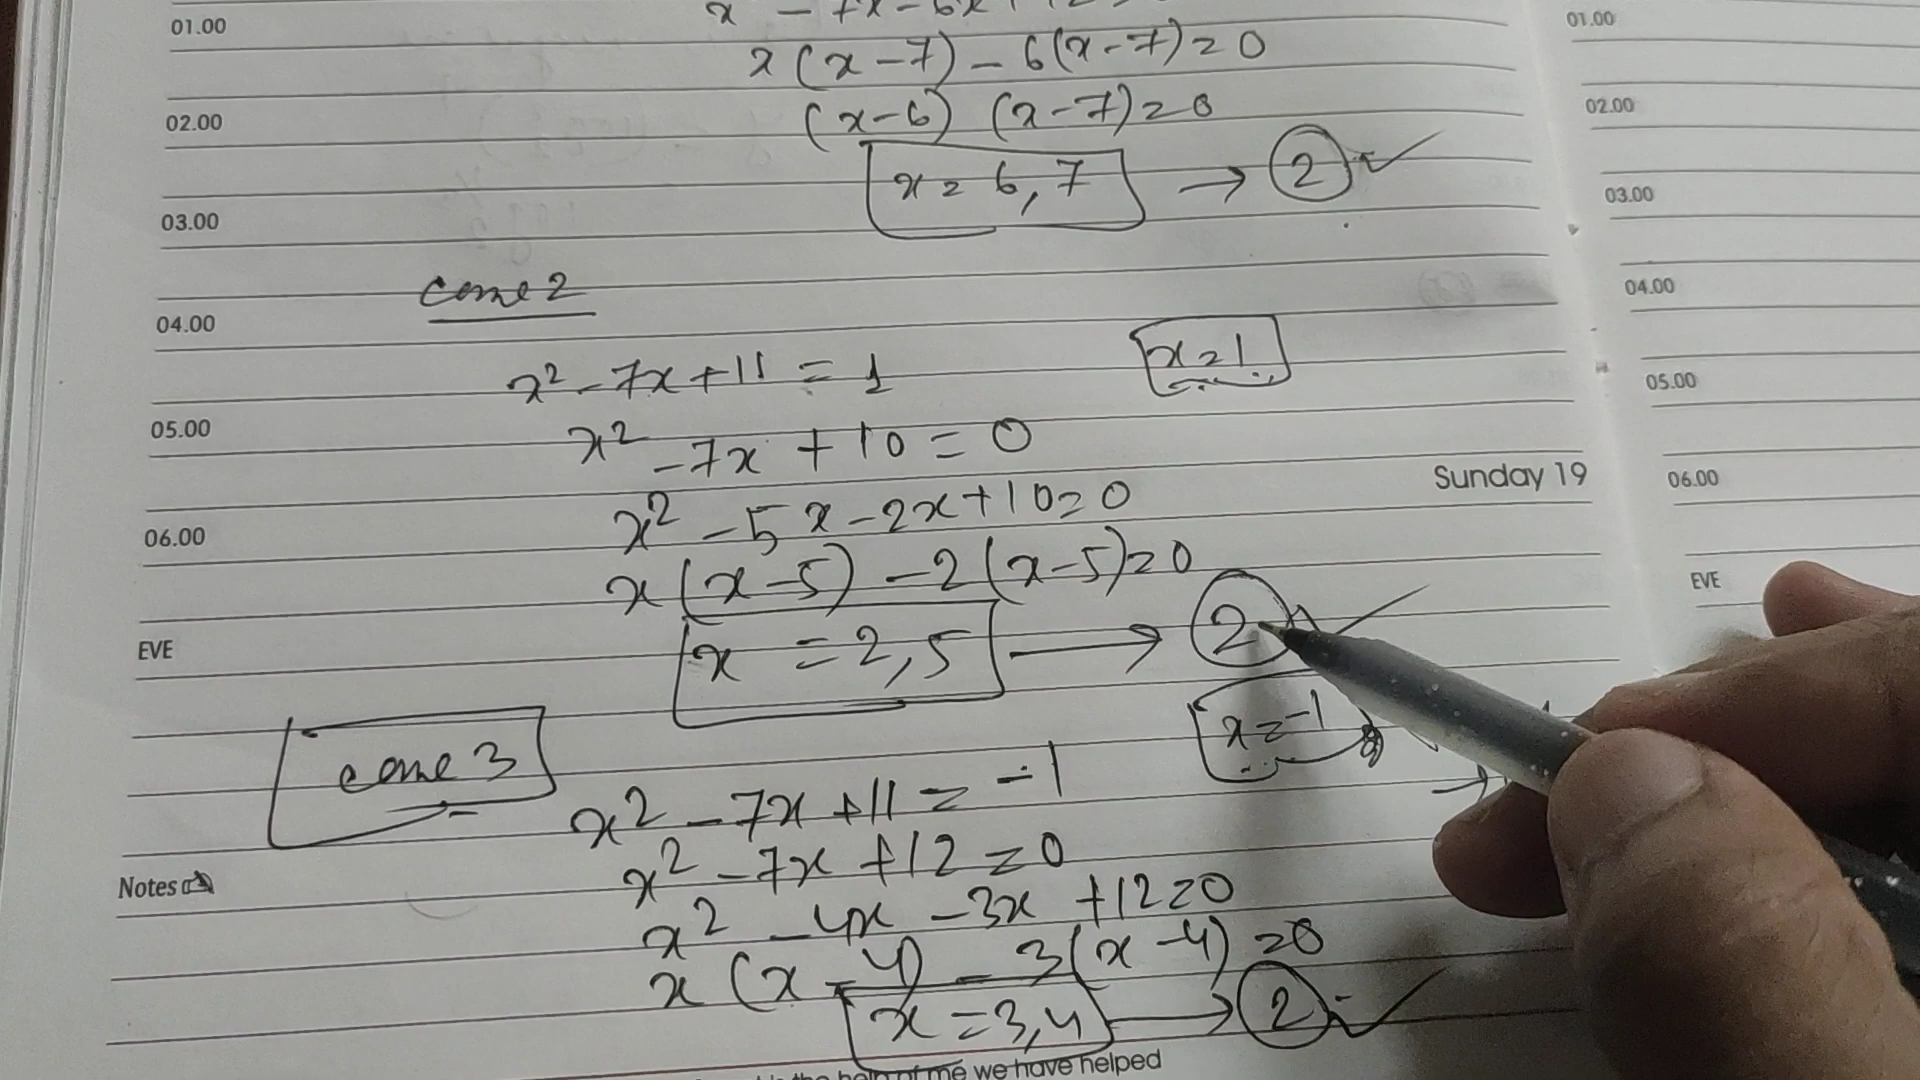 01.00
x(x-7)-6(x-7)=0
02.00
(x-6) (x-7)=0
x = 6,7 → 2 ✓
03.00
case 2
04.00
x=1
x² - 7x + 11 = 1
05.00
x² - 7x + 10 = 0
Sunday 19
x² - 5x - 2x + 10 = 0
06.00
x(x-5) - 2(x-5) = 0
EVE
x = 2,5 → 2 ✓
x = -1
case 3
x² - 7x + 11 = -1
x² - 7x + 12 = 0
Notes
x² - 4x - 3x + 12 = 0
x(x-4) - 3(x-4) = 0
x = 3,4 → 2 ✓
me we have helped
01.00
02.00
03.00
04.00
05.00
06.00
EVE